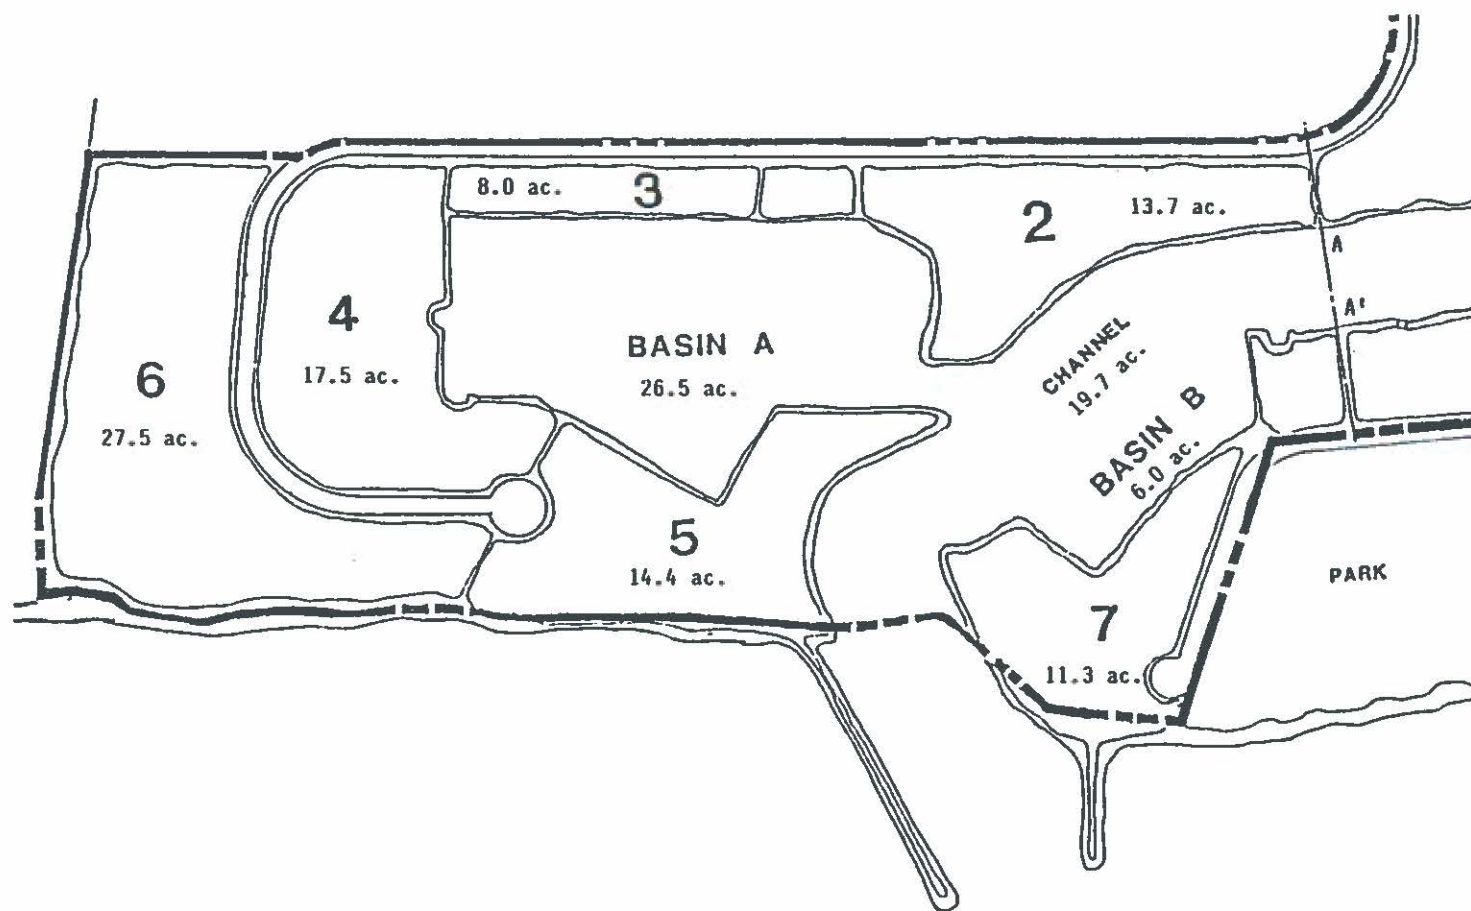 8.0 ac.
3
2
13.7 ac.
A
A'
4
17.5 ac.
BASIN A
26.5 ac.
CHANNEL
19.7 ac.
6
27.5 ac.
BASIN B
6.0 ac.
5
14.4 ac.
PARK
7
11.3 ac.